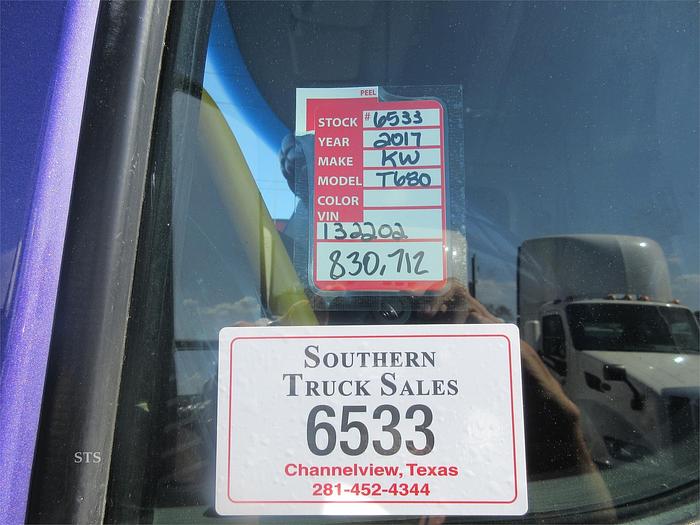 PEEL
STOCK #6533
YEAR 2017
MAKE KW
MODEL T680
COLOR
VIN
132202
830,712
SOUTHERN
TRUCK SALES
6533
Channelview, Texas
281-452-4344
STS